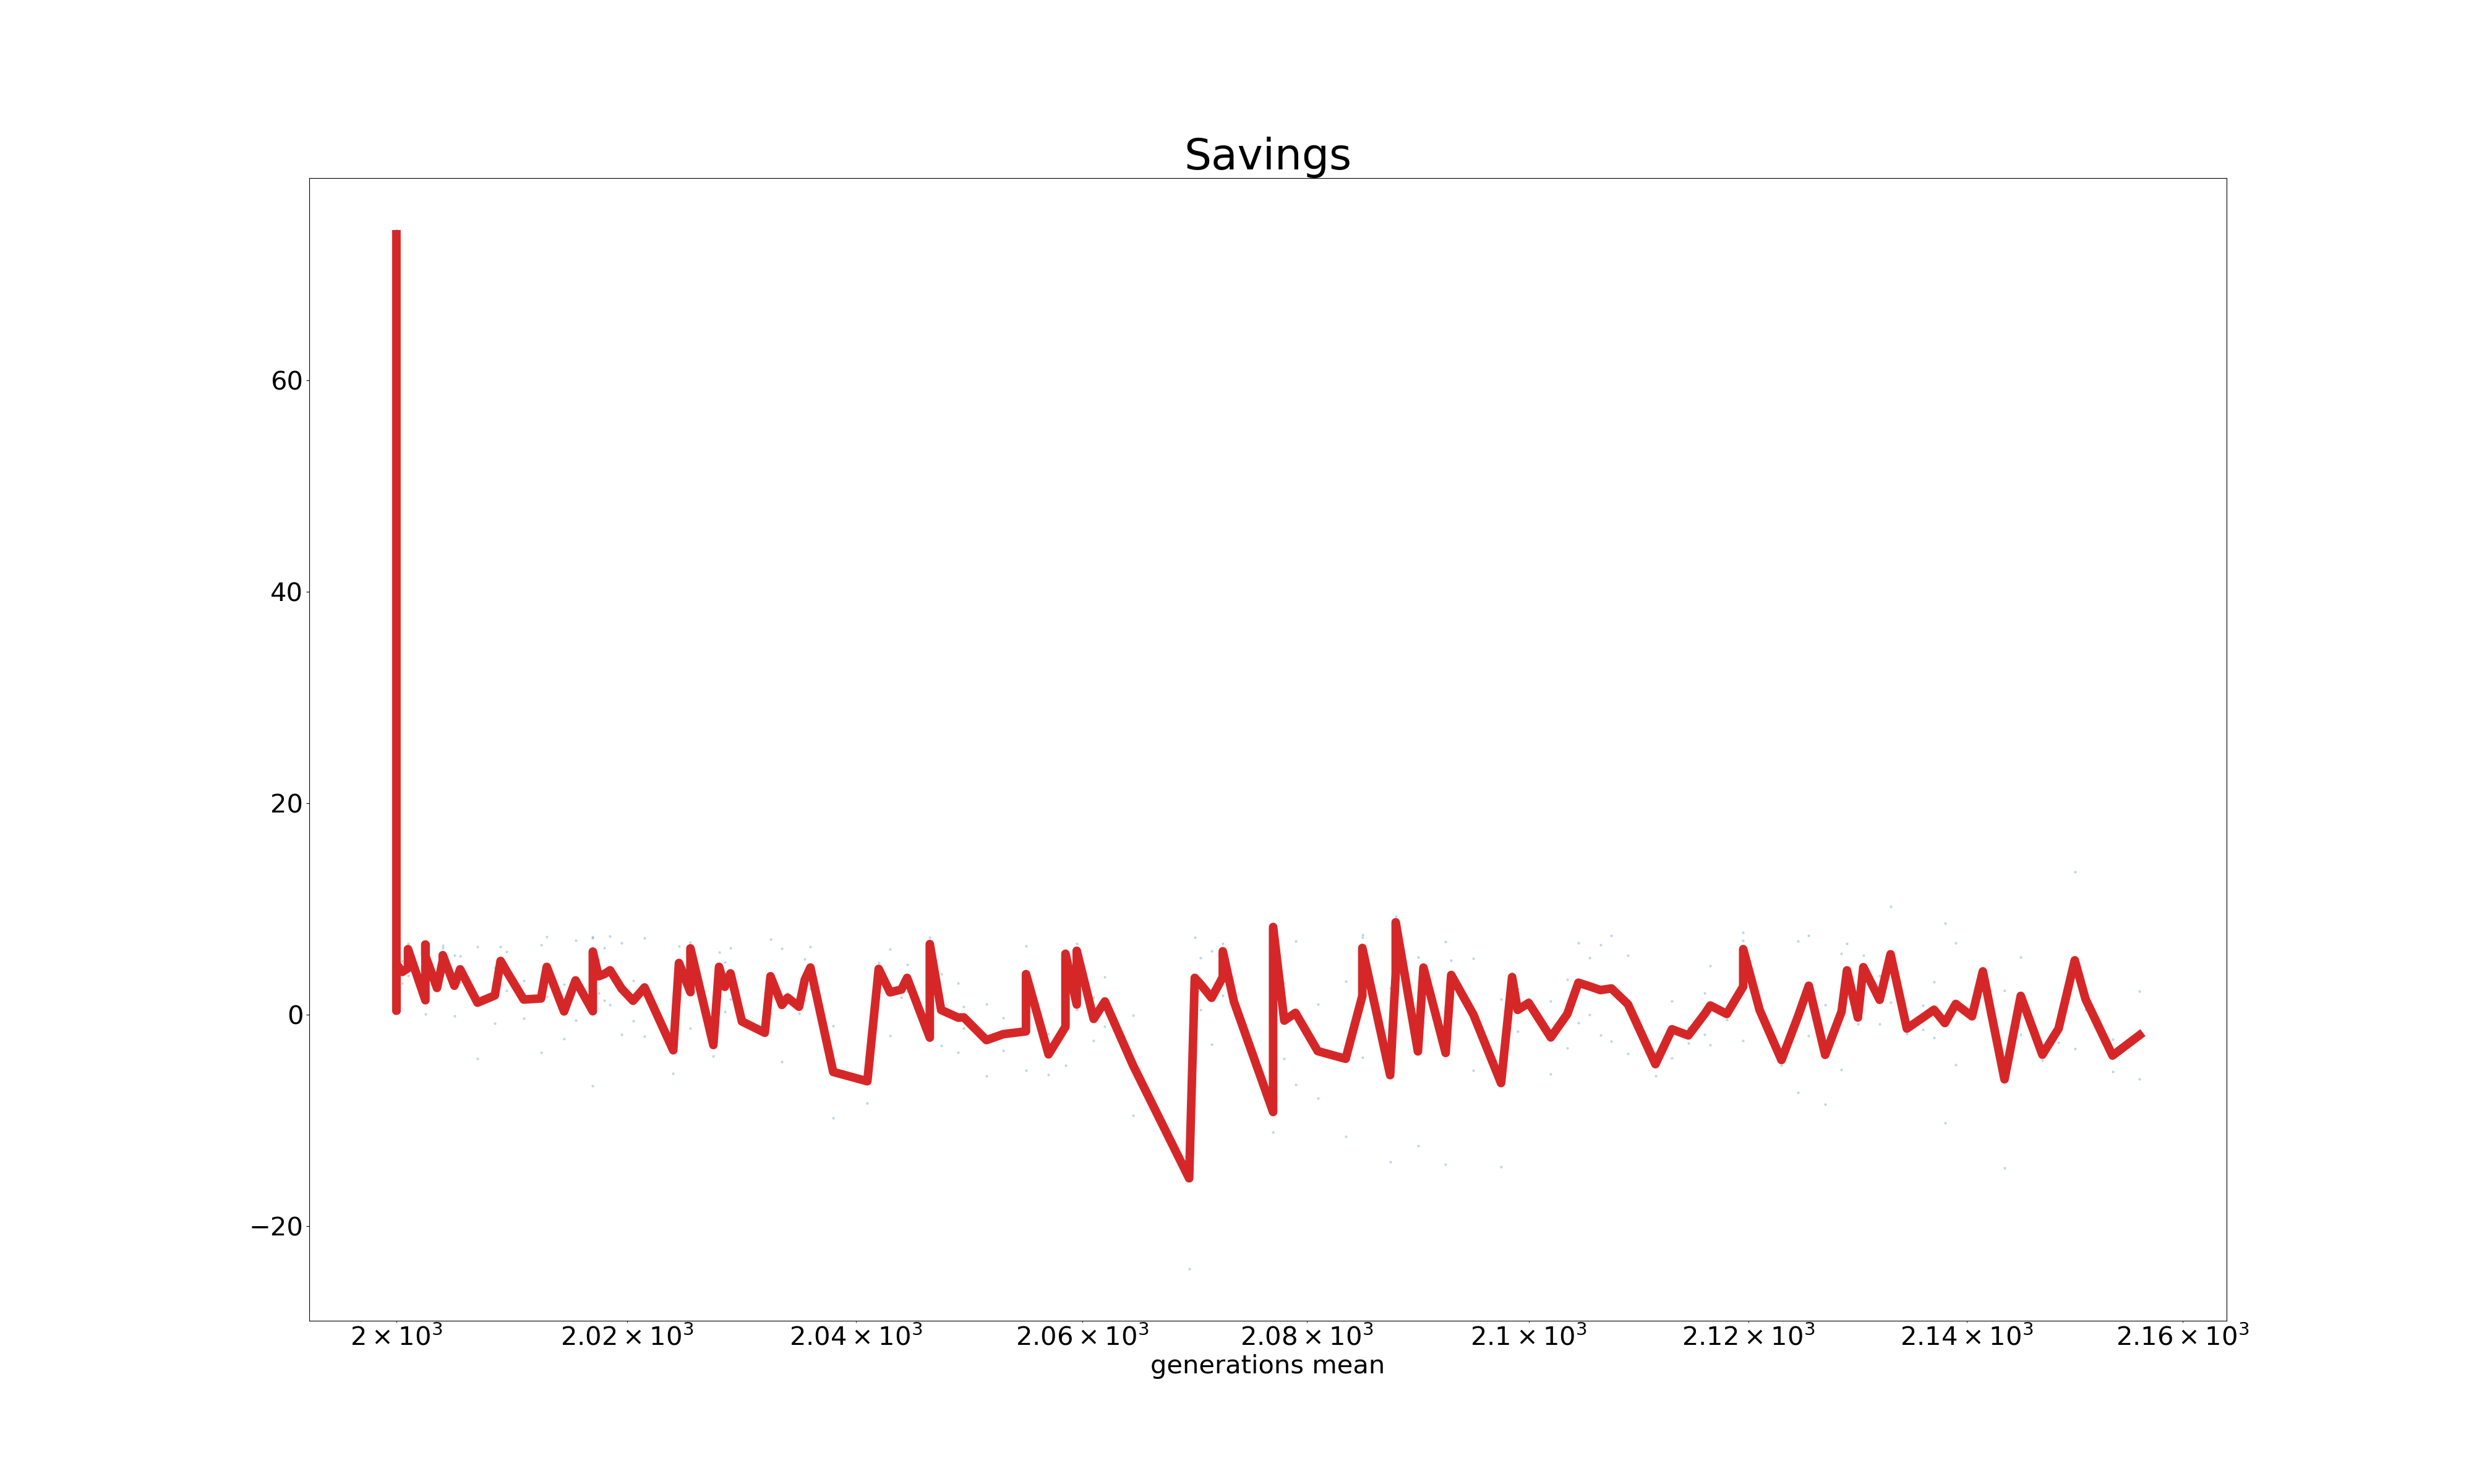 Savings
60
40
20
0
−20
2 × 10³ 2.02 × 10³ 2.04 × 10³ 2.06 × 10³ 2.08 × 10³ 2.1 × 10³ 2.12 × 10³ 2.14 × 10³ 2.16 × 10³
generations mean